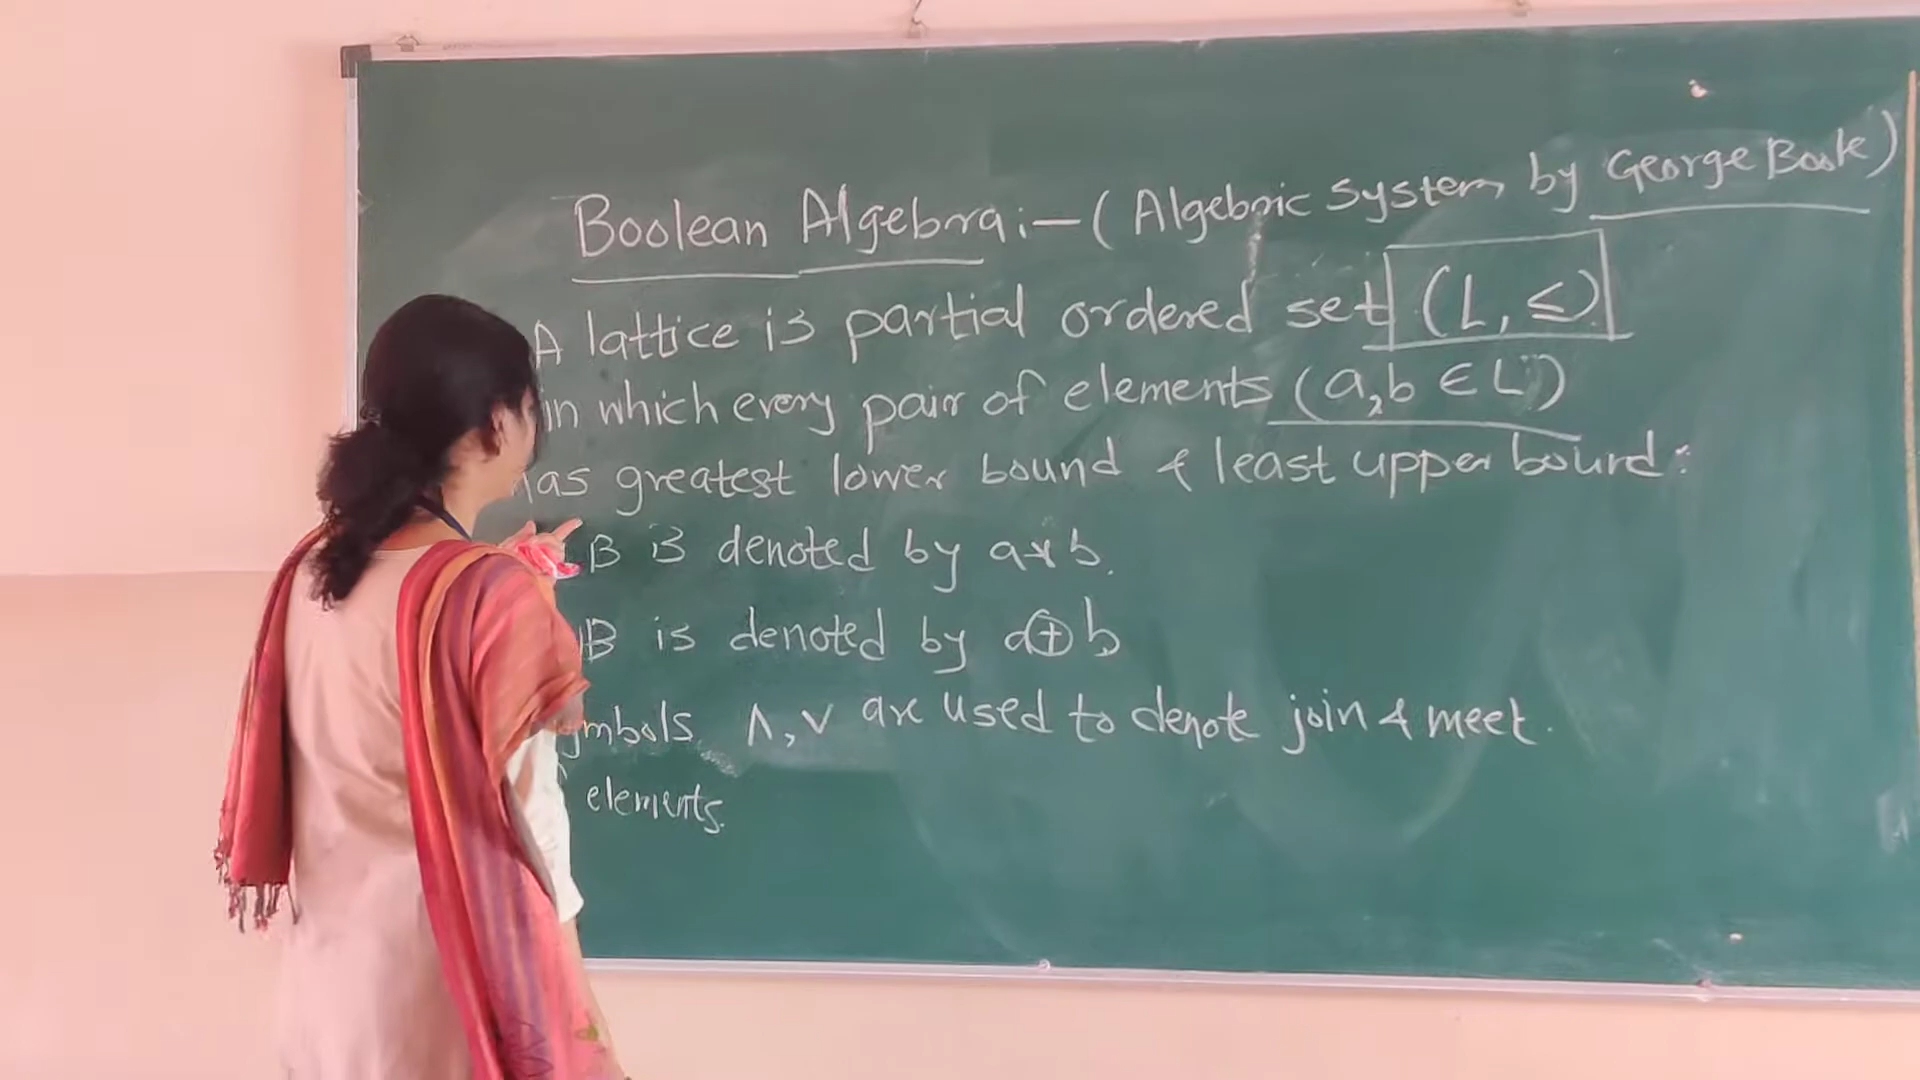 Boolean Algebra:- (Algebraic System by George Boole)
A lattice is partial ordered set (L, ≤)
in which every pair of elements (a, b ∈ L)
has greatest lower bound & least upper bound:
B is denoted by a*b.
B is denoted by a⊕b
ymbols ∧, ∨ are used to denote join & meet.
elements.